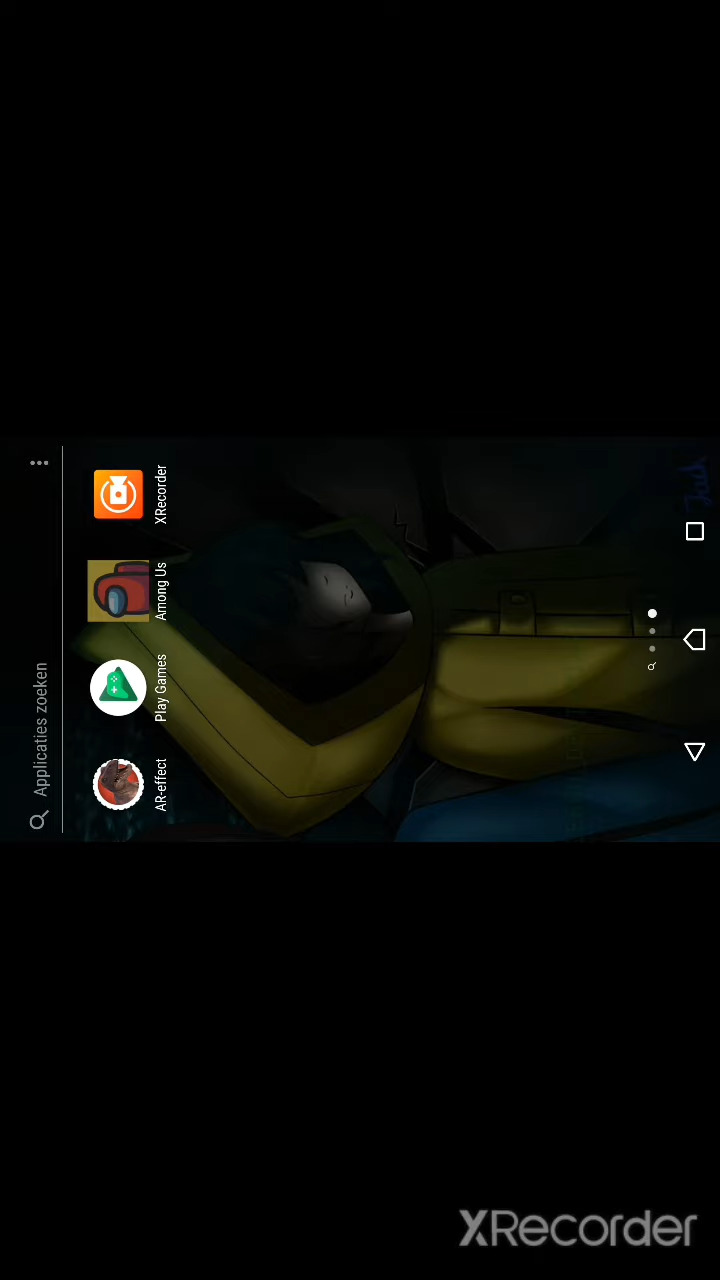 Applicaties zoeken
AR-effect
Play Games
Among Us
XRecorder
XRecorder